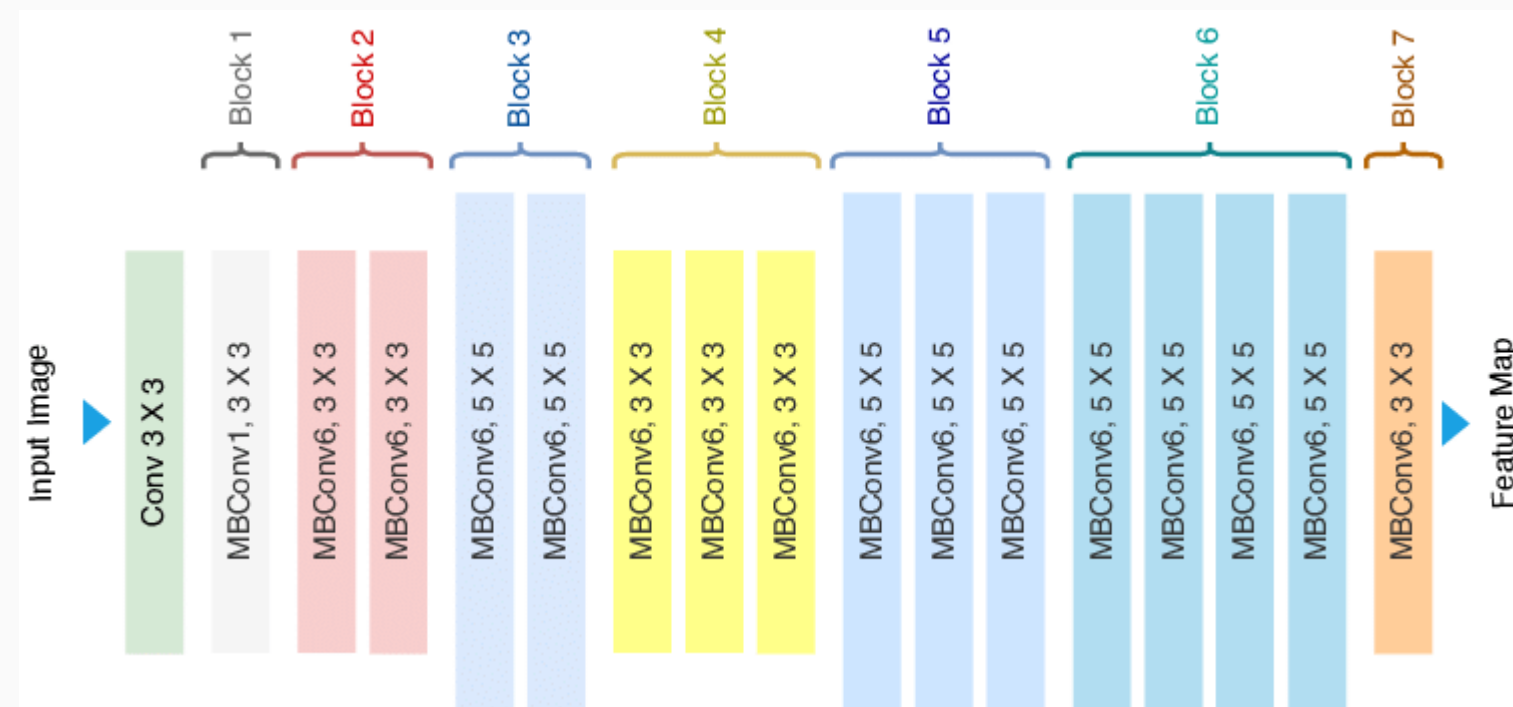 Block 1
Block 2
Block 3
Block 4
Block 5
Block 6
Block 7
Input Image
Conv 3 X 3
MBConv1, 3 X 3
MBConv6, 3 X 3
MBConv6, 3 X 3
MBConv6, 5 X 5
MBConv6, 5 X 5
MBConv6, 3 X 3
MBConv6, 3 X 3
MBConv6, 3 X 3
MBConv6, 5 X 5
MBConv6, 5 X 5
MBConv6, 5 X 5
MBConv6, 5 X 5
MBConv6, 5 X 5
MBConv6, 5 X 5
MBConv6, 5 X 5
MBConv6, 3 X 3
Feature Map